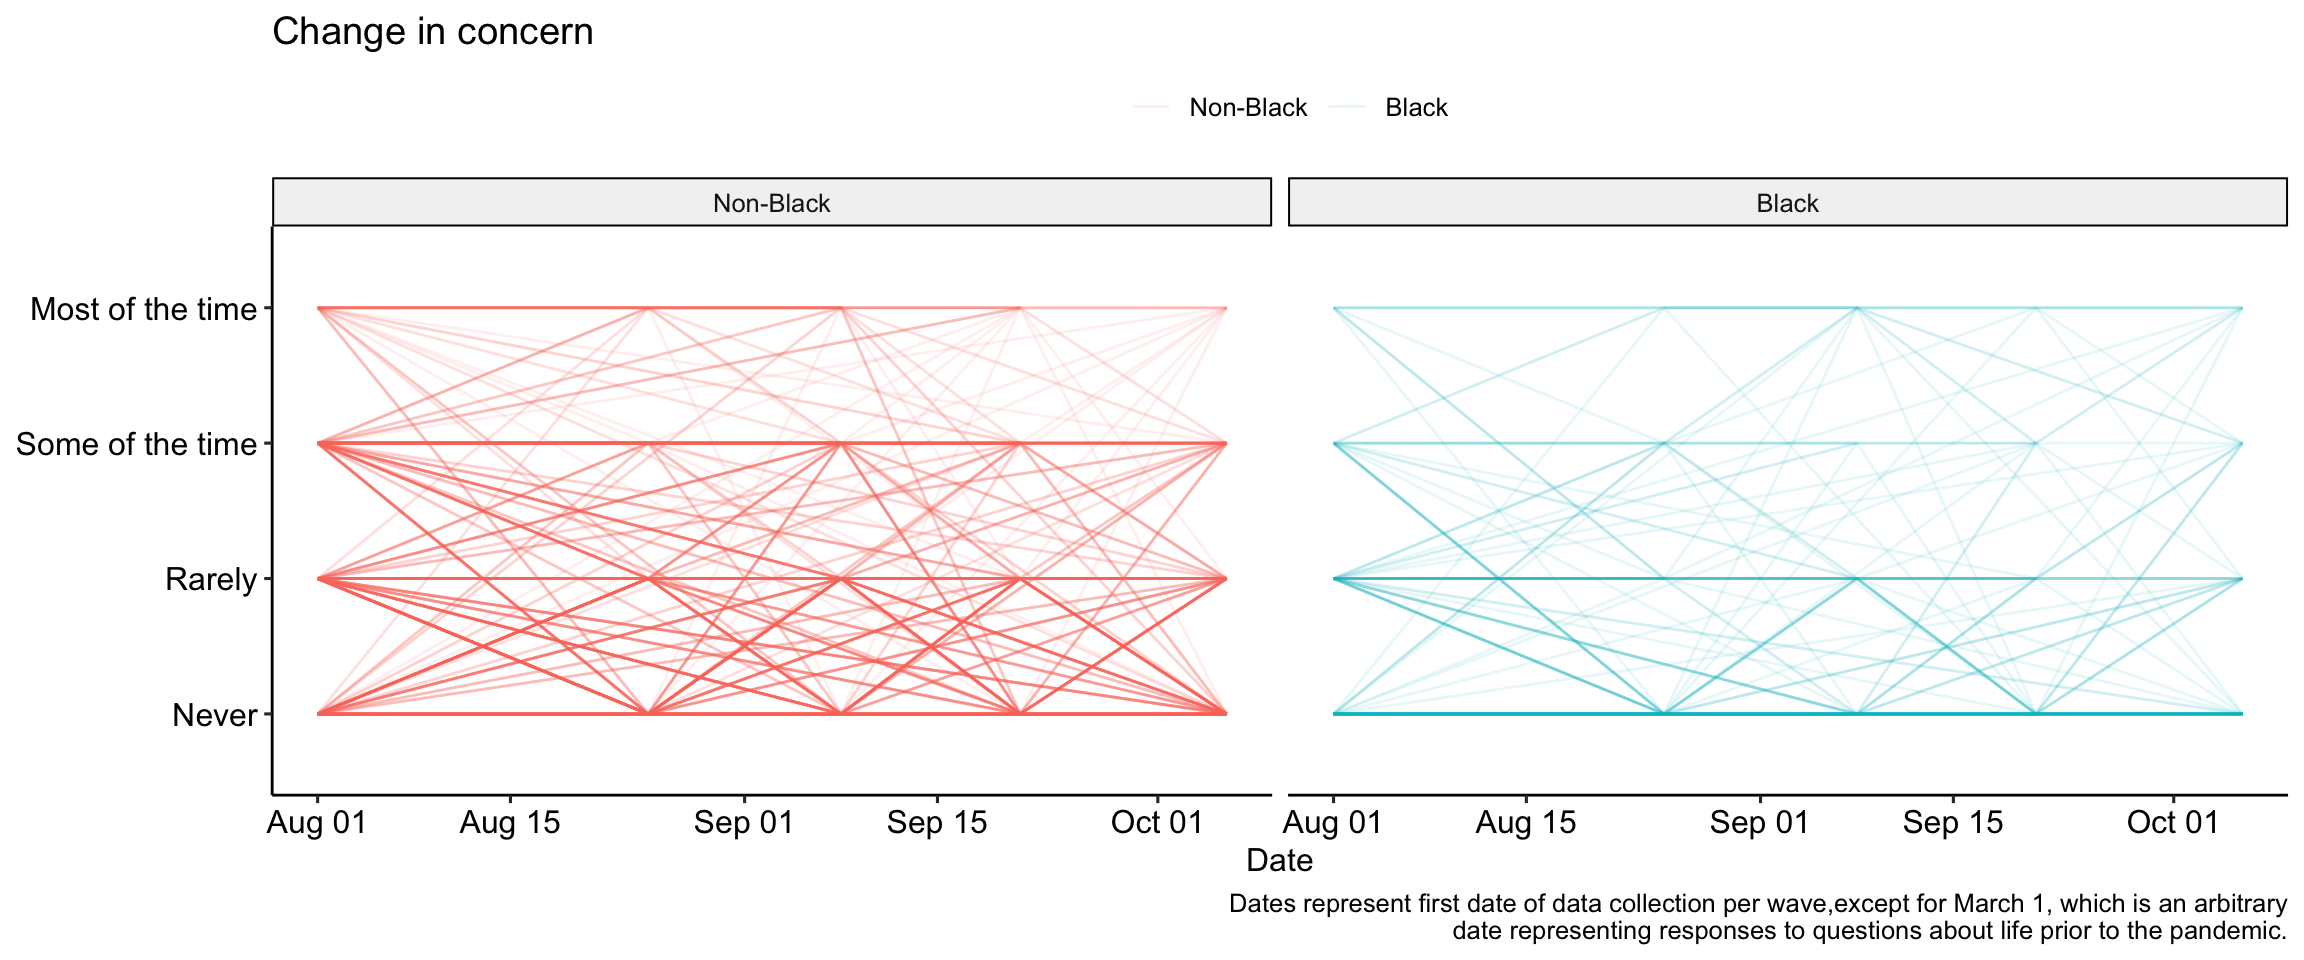 Change in concern
Non-Black Black
Non-Black Black
Most of the time
Some of the time
Rarely
Never
Aug 01 Aug 15 Sep 01 Sep 15 Oct 01 Aug 01 Aug 15 Sep 01 Sep 15 Oct 01
Date
Dates represent first date of data collection per wave,except for March 1, which is an arbitrary
date representing responses to questions about life prior to the pandemic.